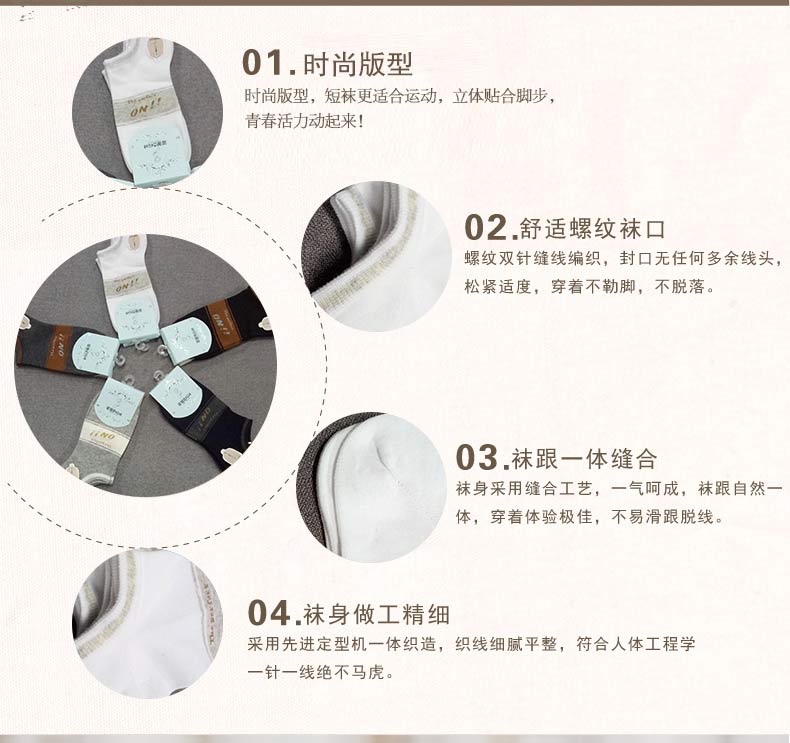 01.时尚版型
时尚版型，短袜更适合运动，立体贴合脚步，
青春活力动起来！
02.舒适螺纹袜口
螺纹双针缝线编织，封口无任何多余线头，
松紧适度，穿着不勒脚，不脱落。
03.袜跟一体缝合
袜身采用缝合工艺，一气呵成，袜跟自然一
体，穿着体验极佳，不易滑跟脱线。
04.袜身做工精细
采用先进定型机一体织造，织线细腻平整，符合人体工程学
一针一线绝不马虎。